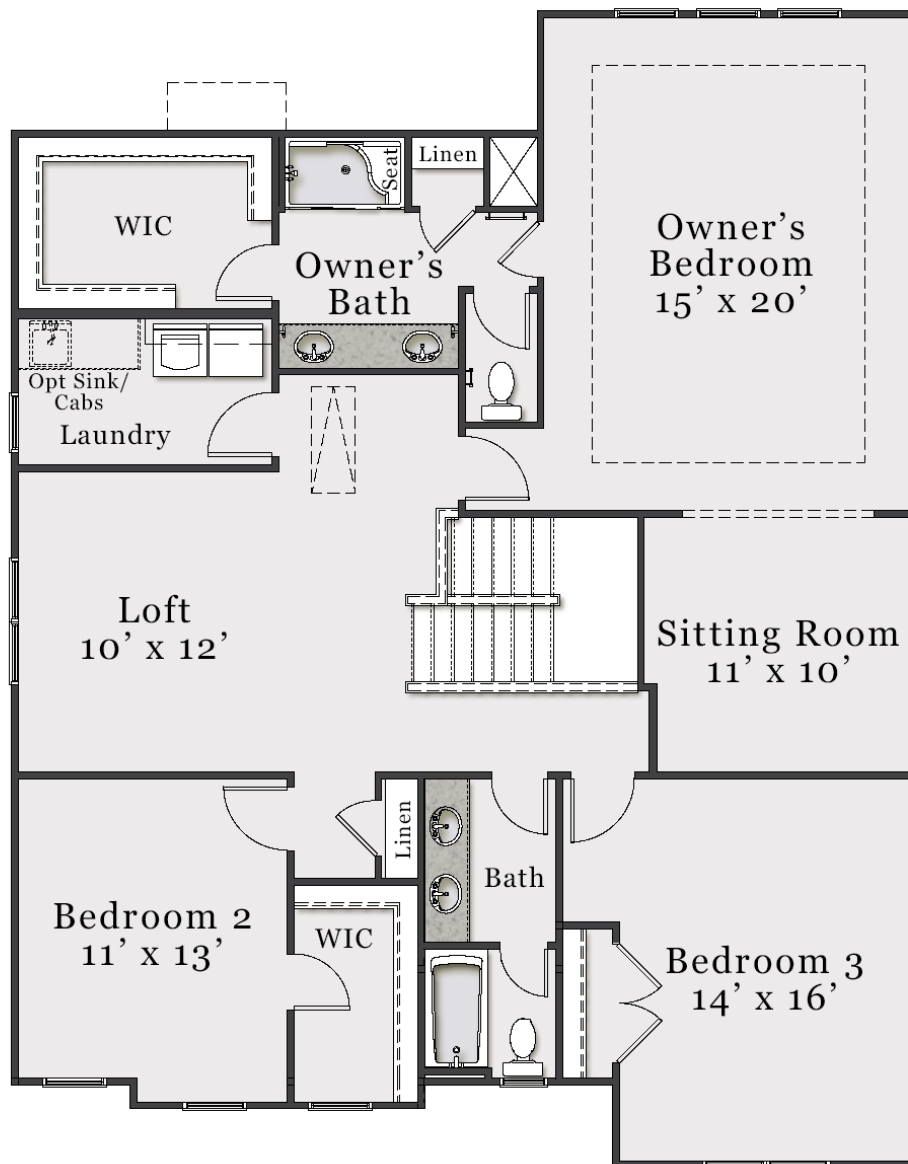 Linen
Seat
WIC
Owner’s
Bath
Owner’s
Bedroom
15’ x 20’
Opt Sink/
Cabs
Laundry
Loft
10’ x 12’
Sitting Room
11’ x 10’
Linen
Bath
Bedroom 2
11’ x 13’
WIC
Bedroom 3
14’ x 16’